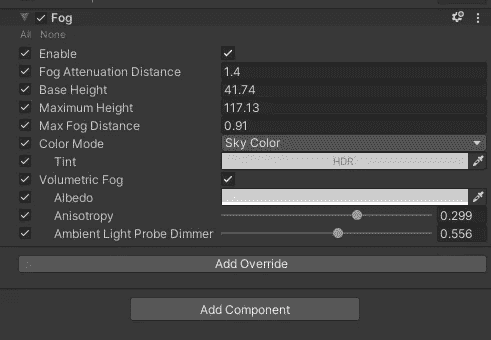 Fog
All None
Enable
Fog Attenuation Distance 1.4
Base Height 41.74
Maximum Height 117.13
Max Fog Distance 0.91
Color Mode Sky Color
Tint HDR
Volumetric Fog
Albedo
Anisotropy 0.299
Ambient Light Probe Dimmer 0.556
Add Override
Add Component